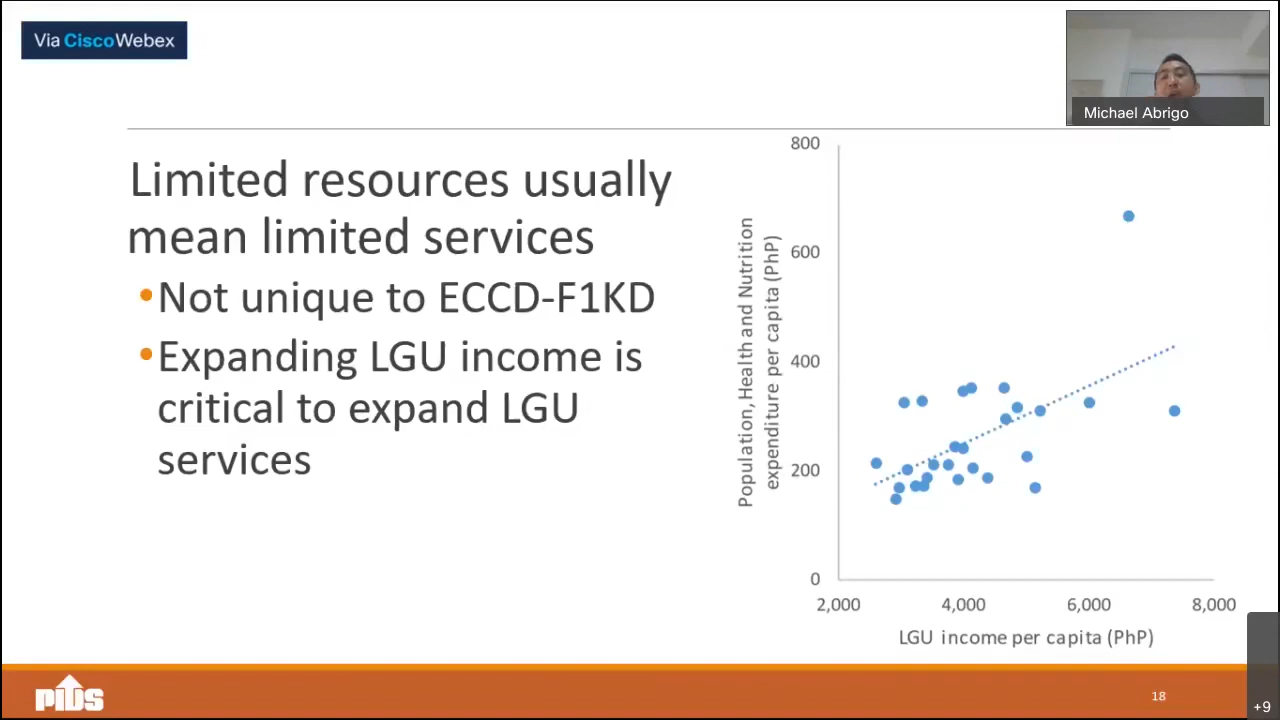 Via CiscoWebex
Michael Abrigo
Limited resources usually
mean limited services
•Not unique to ECCD-F1KD
•Expanding LGU income is
critical to expand LGU
services
Population, Health and Nutrition
expenditure per capita (PhP)
800
600
400
200
0
2,000 4,000 6,000 8,000
LGU income per capita (PhP)
PIDS
18
+9